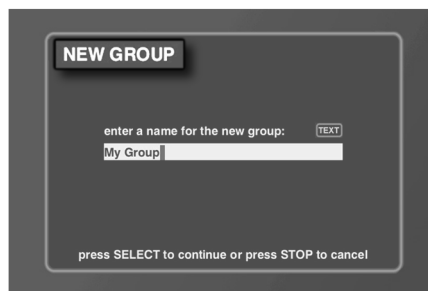 NEW GROUP
enter a name for the new group: TEXT
My Group
press SELECT to continue or press STOP to cancel